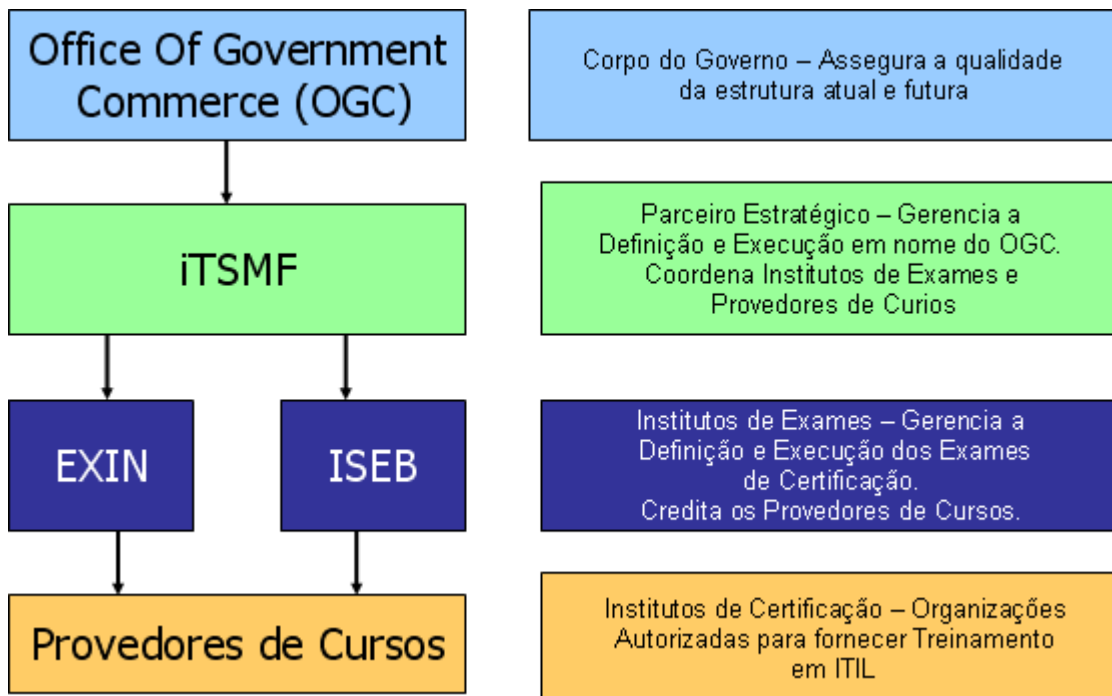 Office Of Government
Commerce (OGC)
Corpo do Governo – Assegura a qualidade
da estrutura atual e futura
iTSMF
Parceiro Estratégico – Gerencia a
Definição e Execução em nome do OGC.
Coordena Institutos de Exames e
Provedores de Curios
EXIN
ISEB
Institutos de Exames – Gerencia a
Definição e Execução dos Exames
de Certificação.
Credita os Provedores de Cursos.
Provedores de Cursos
Institutos de Certificação – Organizações
Autorizadas para fornecer Treinamento
em ITIL